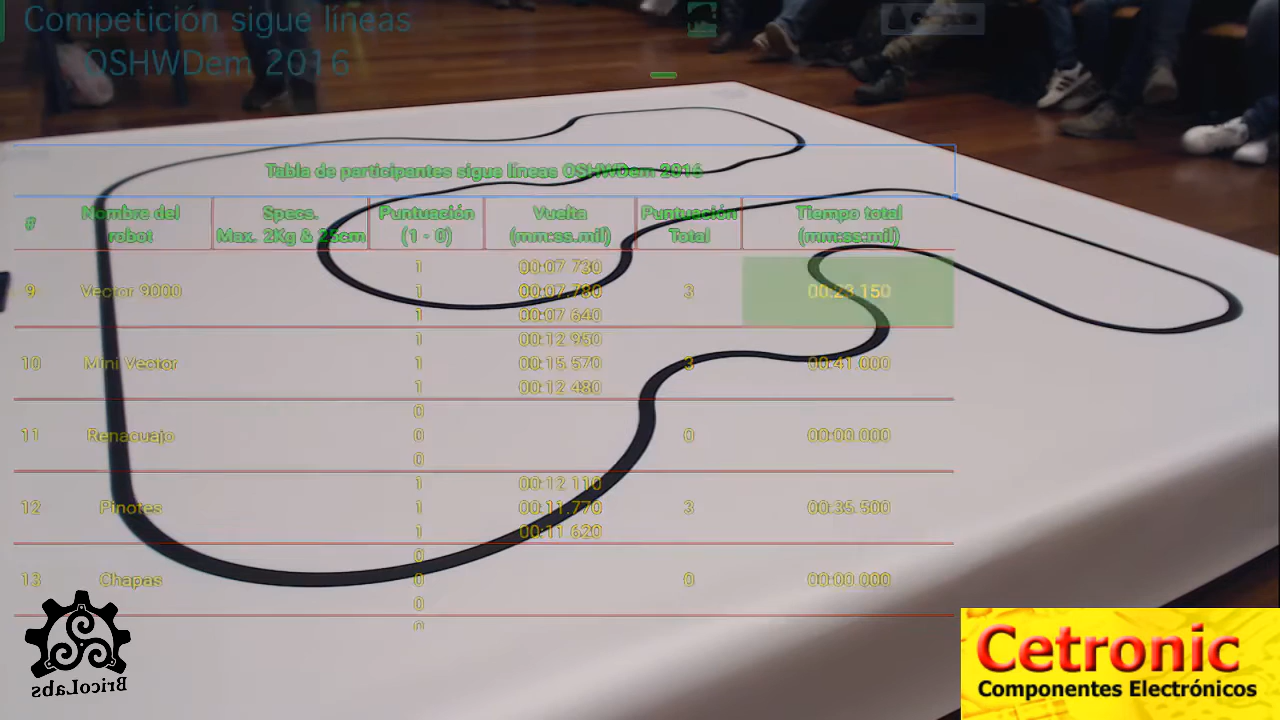 Competición sigue líneas
OSHWDem 2016
Tabla de participantes sigue líneas OSHWDem 2016
# Nombre del robot Specs. Max. 2Kg & 25cm Puntuación (1 - 0) Vuelta (mm:ss.mil) Puntuación Total Tiempo total (mm:ss:mil)
1 00:07 730
9 Vector 9000 1 00:07.780 3 00:23 150
1 00:07 640
1 00:12 950
10 Mini Vector 1 00:15.570 3 00:41.000
1 00:12 480
0
11 Renacuajo 0 0 00:00.000
0
1 00:12 110
12 Pinotes 1 00:11.770 3 00:35.500
1 00:11 620
0
13 Chapas 0 0 00:00 000
0
0
BricoLabs
Cetronic
Componentes Electrónicos